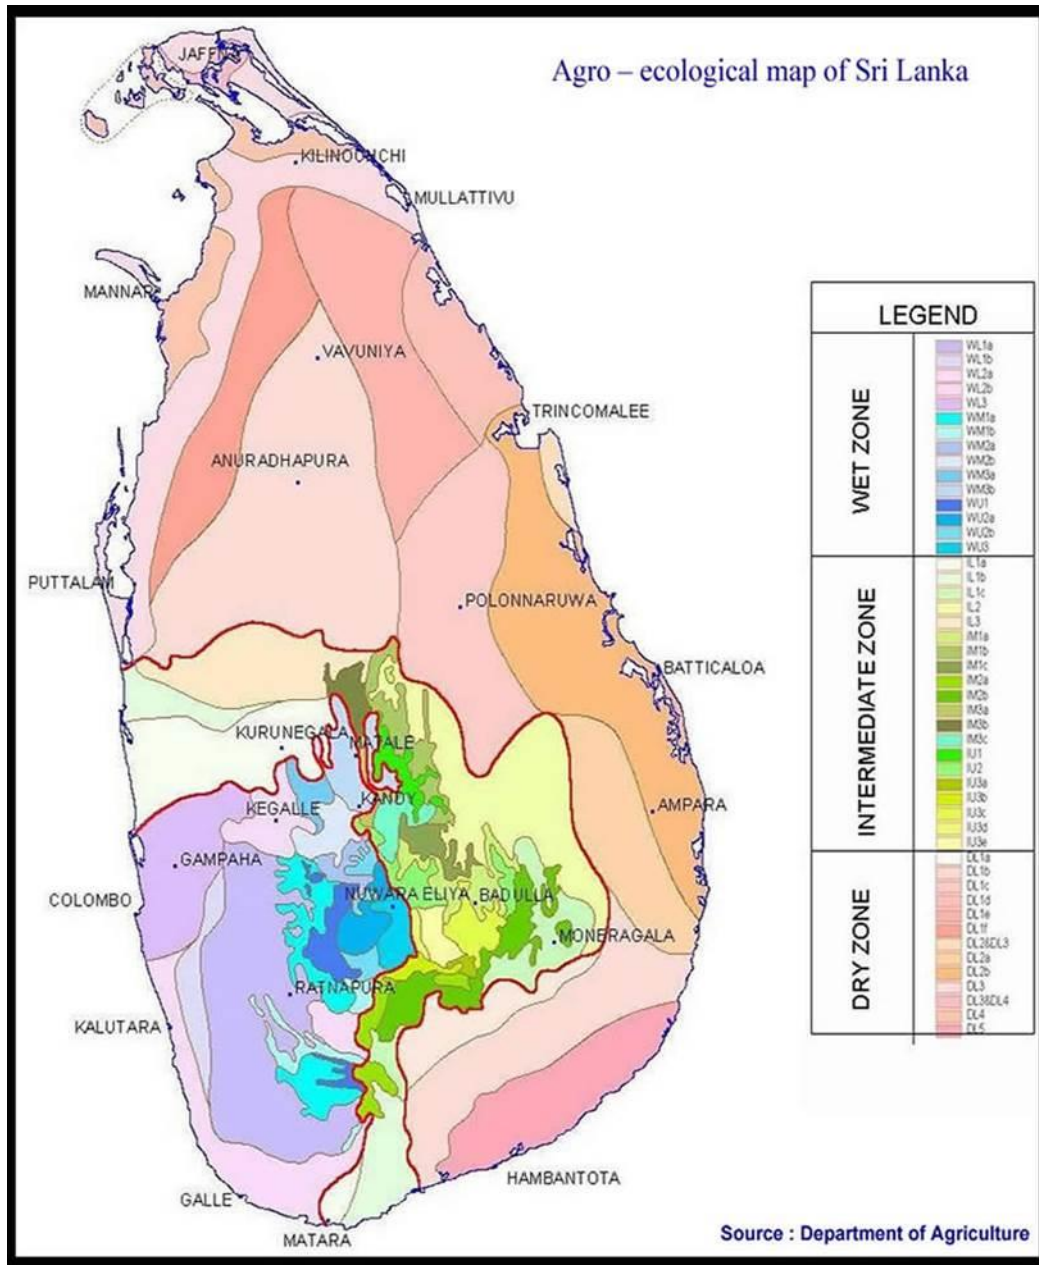 Agro – ecological map of Sri Lanka
KILINOCHCHI
MULLATTIVU
MANNAR
VAVUNIYA
TRINCOMALEE
ANURADHAPURA
PUTTALAM
POLONNARUWA
BATTICALOA
KURUNEGALA
MATALE
KANDY
KEGALLE
AMPARA
GAMPAHA
COLOMBO
NUWARA ELIYA
BADULLA
MONERAGALA
RATNAPURA
KALUTARA
GALLE
HAMBANTOTA
MATARA
LEGEND
WET ZONE
WL1a
WL1b
WL2a
WL2b
WL3
WM1a
WM1b
WM2a
WM2b
WM3a
WM3b
WU1
WU2a
WU2b
WU3
INTERMEDIATE ZONE
IL1a
IL1b
IL1c
IL2
IL3
IM1a
IM1b
IM1c
IM2a
IM2b
IM3a
IM3b
IM3c
IU1
IU2
IU3a
IU3b
IU3c
IU3d
IU3e
DRY ZONE
DL1a
DL1b
DL1c
DL1d
DL1e
DL1f
DL2&DL3
DL2a
DL2b
DL3
DL3&DL4
DL4
DL5
Source : Department of Agriculture